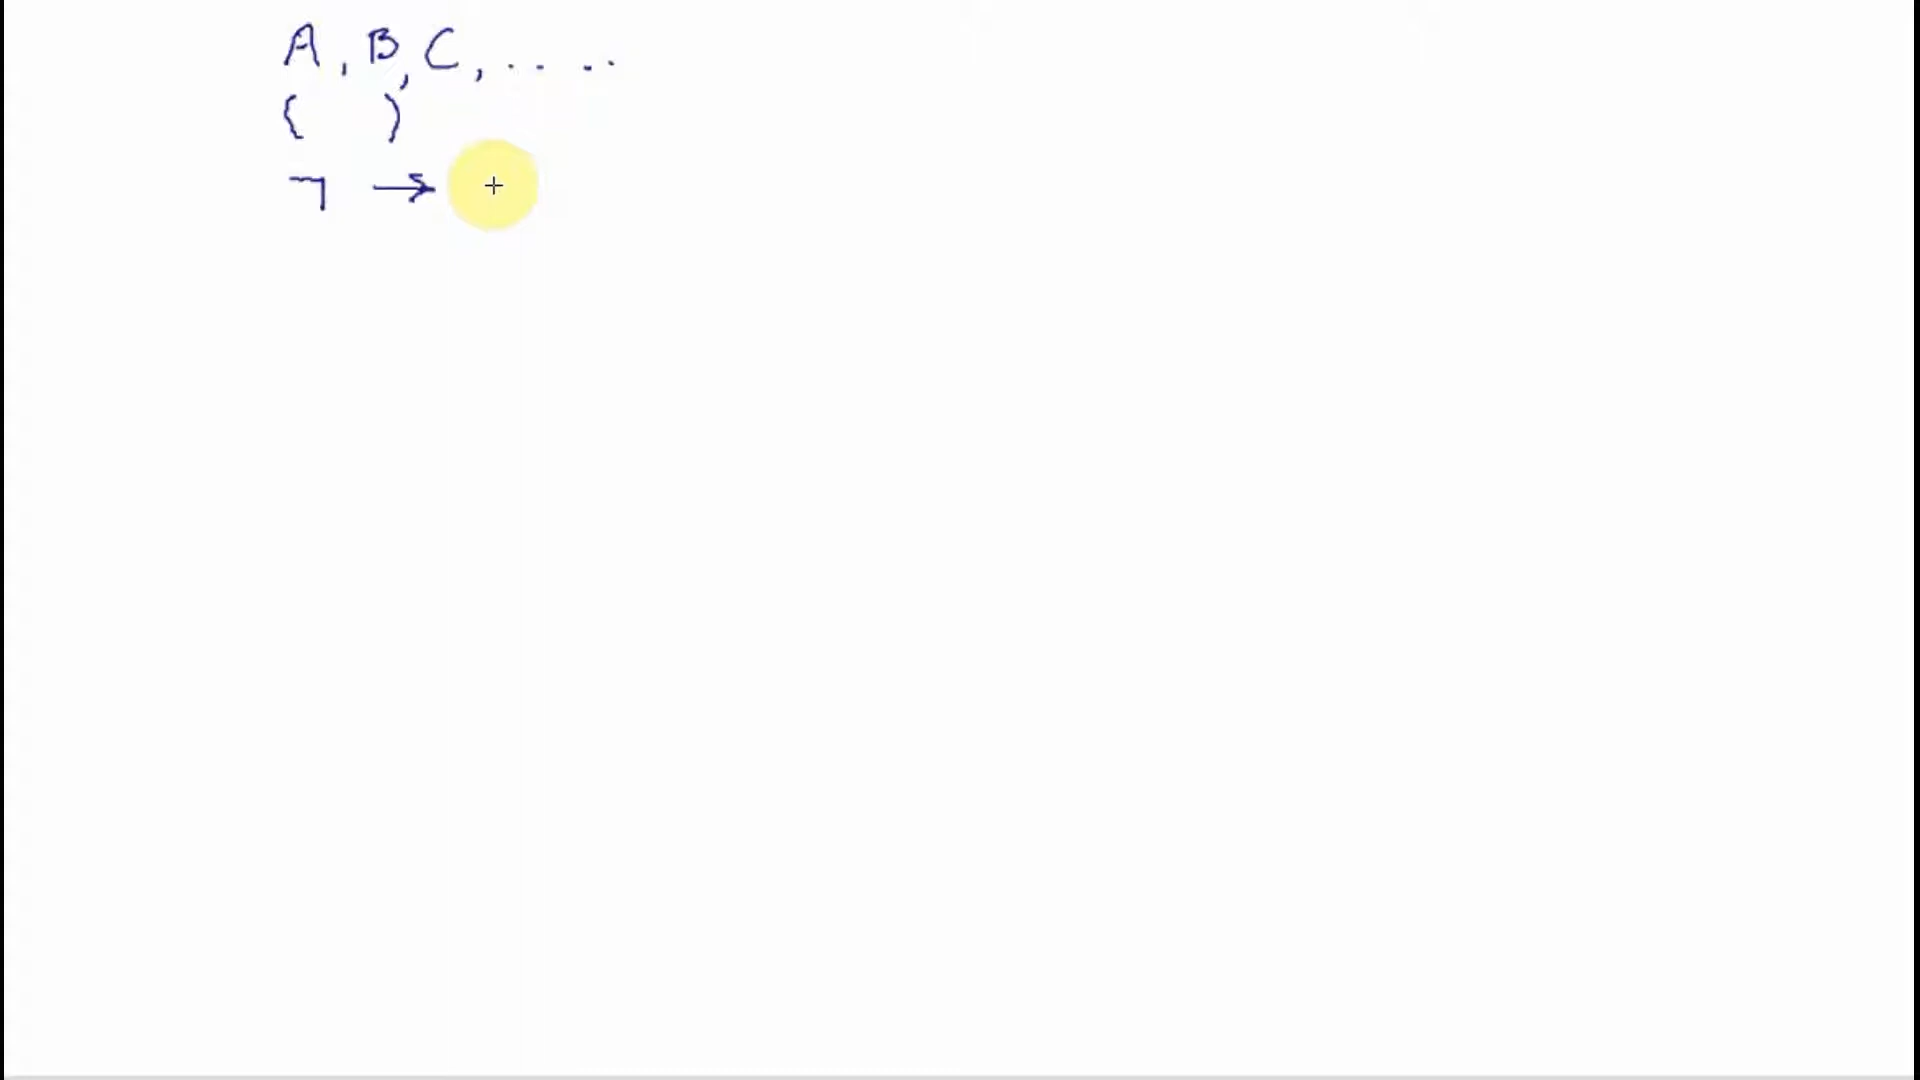 A, B, C, ....
( )
¬ →